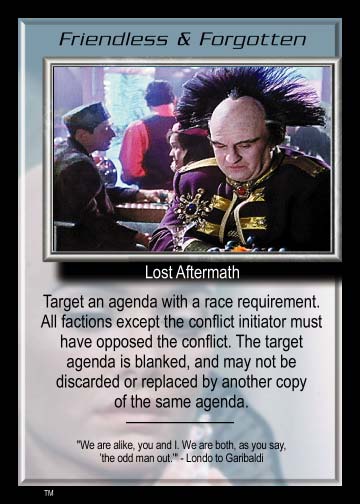 Friendless & Forgotten
Lost Aftermath
Target an agenda with a race requirement.
All factions except the conflict initiator must
have opposed the conflict. The target
agenda is blanked, and may not be
discarded or replaced by another copy
of the same agenda.
"We are alike, you and I. We are both, as you say,
'the odd man out.'" - Londo to Garibaldi
TM